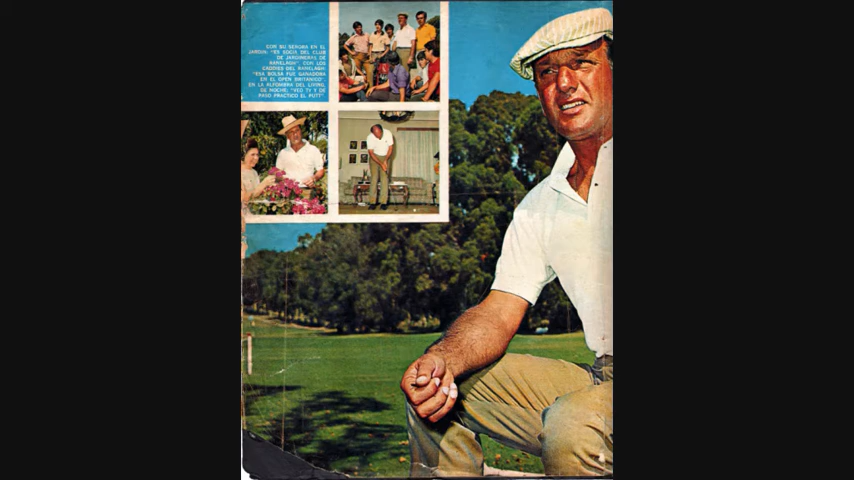 CON SU SEÑORA EN EL
JARDIN: "ES SOCIA DEL CLUB
DE JARDINERAS DE
RANELAGH". CON LOS
CADDIES DEL RANELAGH:
"ESA BOLSA FUE GANADORA
EN EL OPEN BRITANICO".
EN LA ALFOMBRA DEL LIVING,
DE NOCHE: "VEO TV Y DE
PASO PRACTICO EL PUTT"